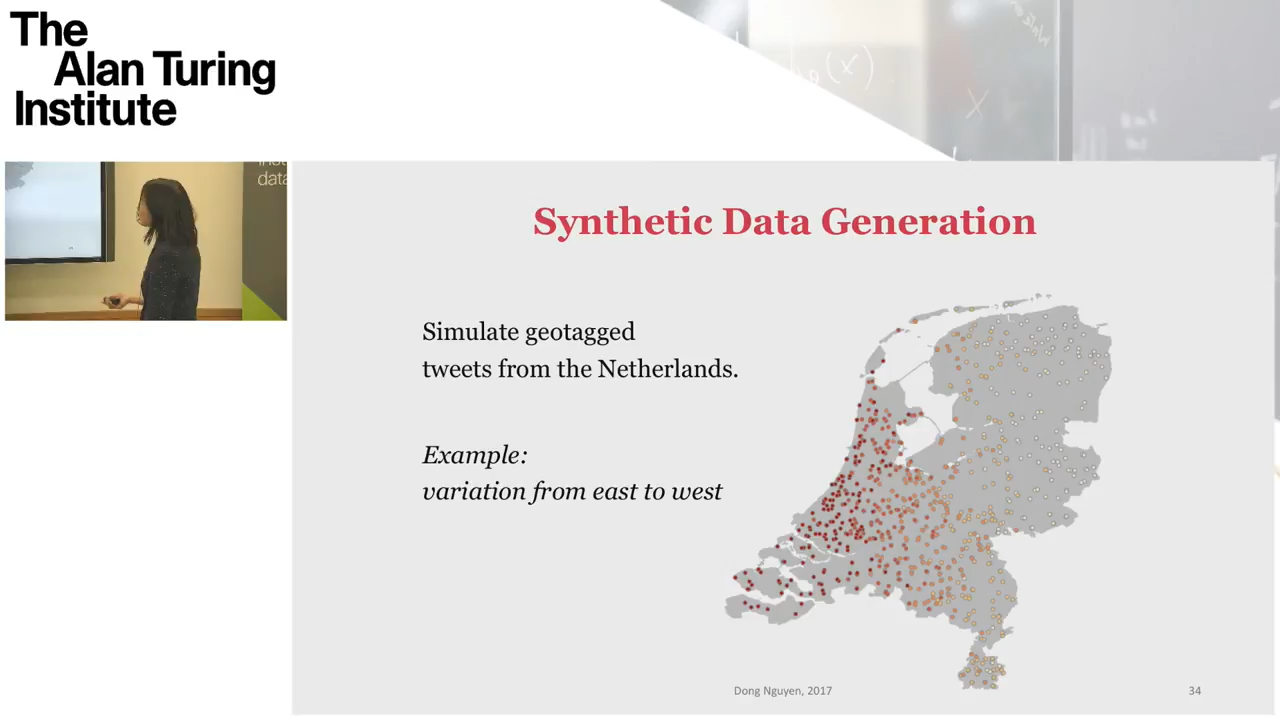 The
Alan Turing
Institute
data
Synthetic Data Generation
Simulate geotagged
tweets from the Netherlands.
Example:
variation from east to west
Dong Nguyen, 2017
34